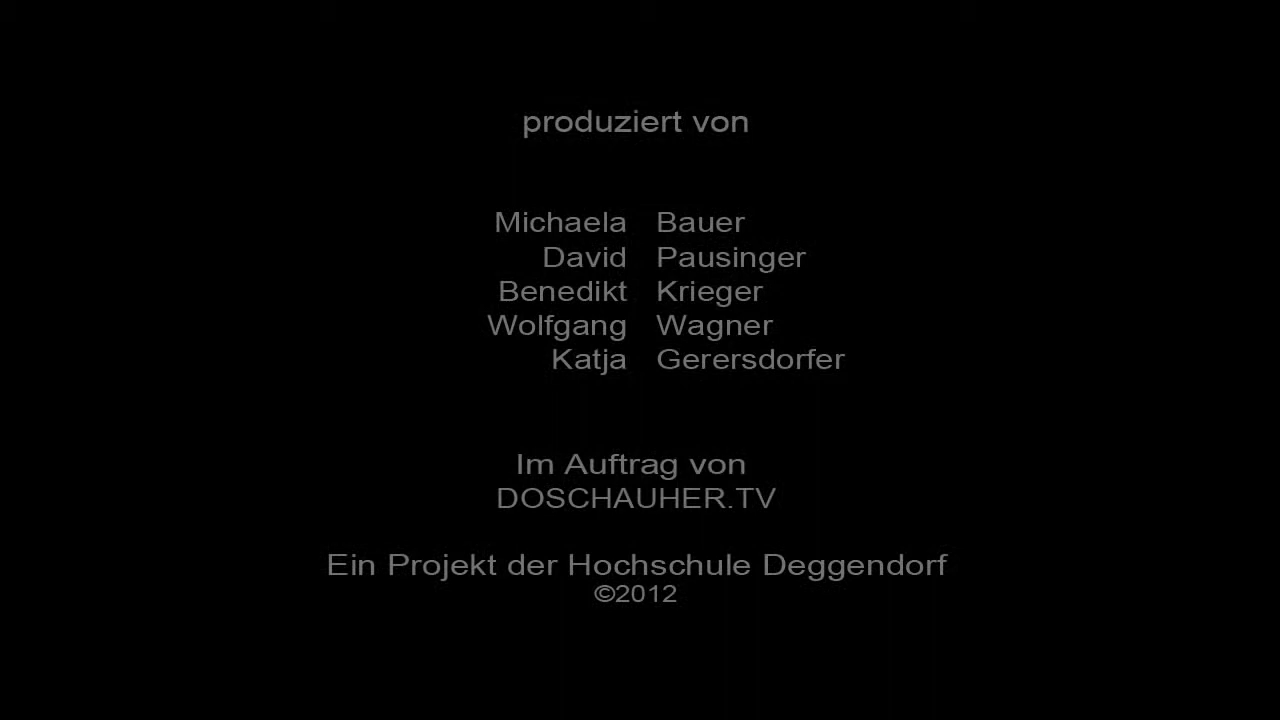 produziert von
Michaela Bauer
David Pausinger
Benedikt Krieger
Wolfgang Wagner
Katja Gerersdorfer
Im Auftrag von
DOSCHAUHER.TV
Ein Projekt der Hochschule Deggendorf
©2012